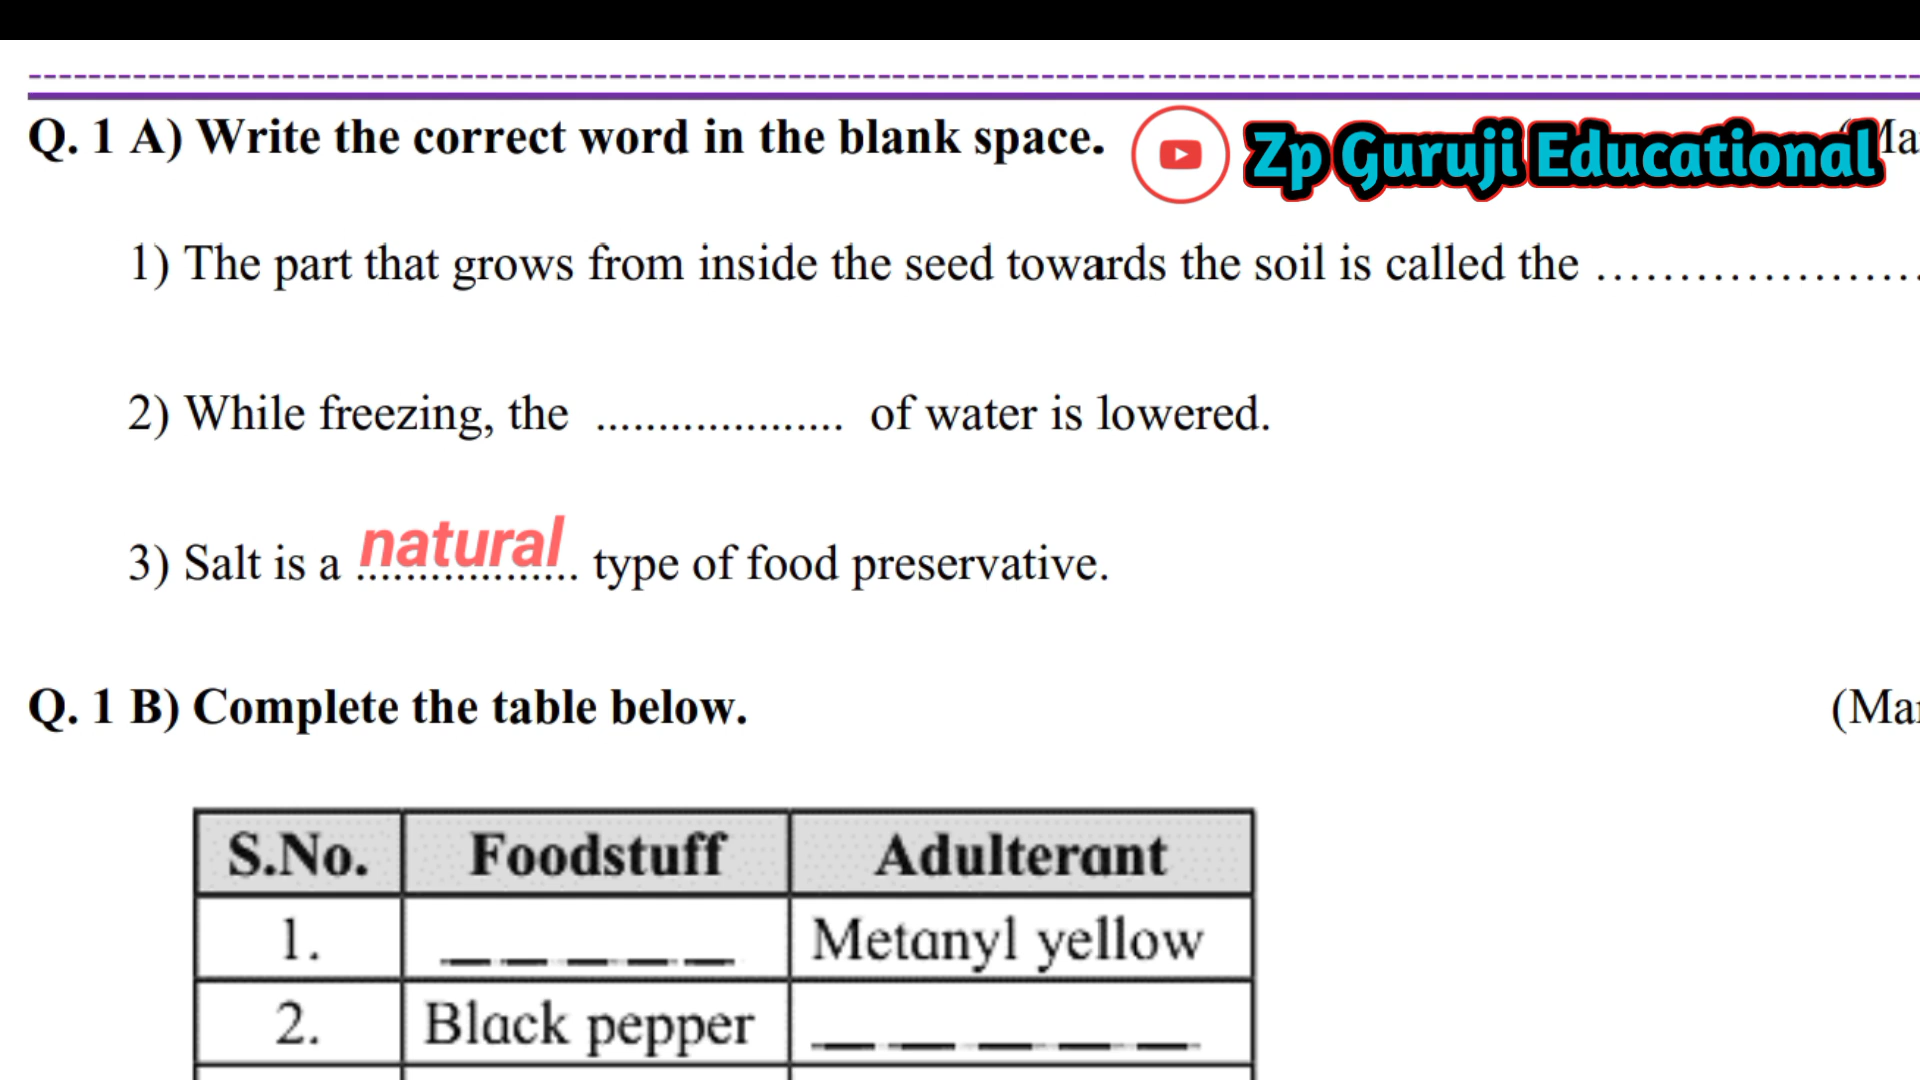 Q. 1 A) Write the correct word in the blank space. Zp Guruji Educational
1) The part that grows from inside the seed towards the soil is called the ....................
2) While freezing, the .................... of water is lowered.
3) Salt is a natural .................. type of food preservative.
Q. 1 B) Complete the table below. (Mar
S.No. Foodstuff Adulterant
1. _ _ _ _ _ Metanyl yellow
2. Black pepper _ _ _ _ _